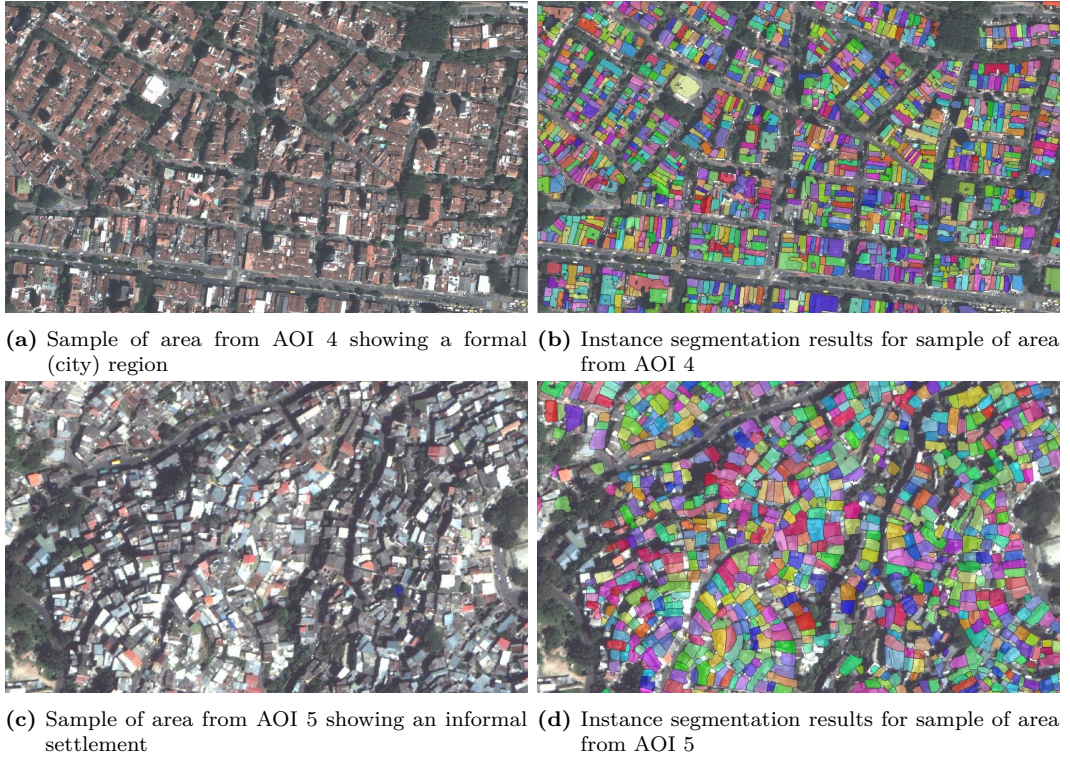 (a) Sample of area from AOI 4 showing a formal
(city) region
(b) Instance segmentation results for sample of area
from AOI 4
(c) Sample of area from AOI 5 showing an informal
settlement
(d) Instance segmentation results for sample of area
from AOI 5